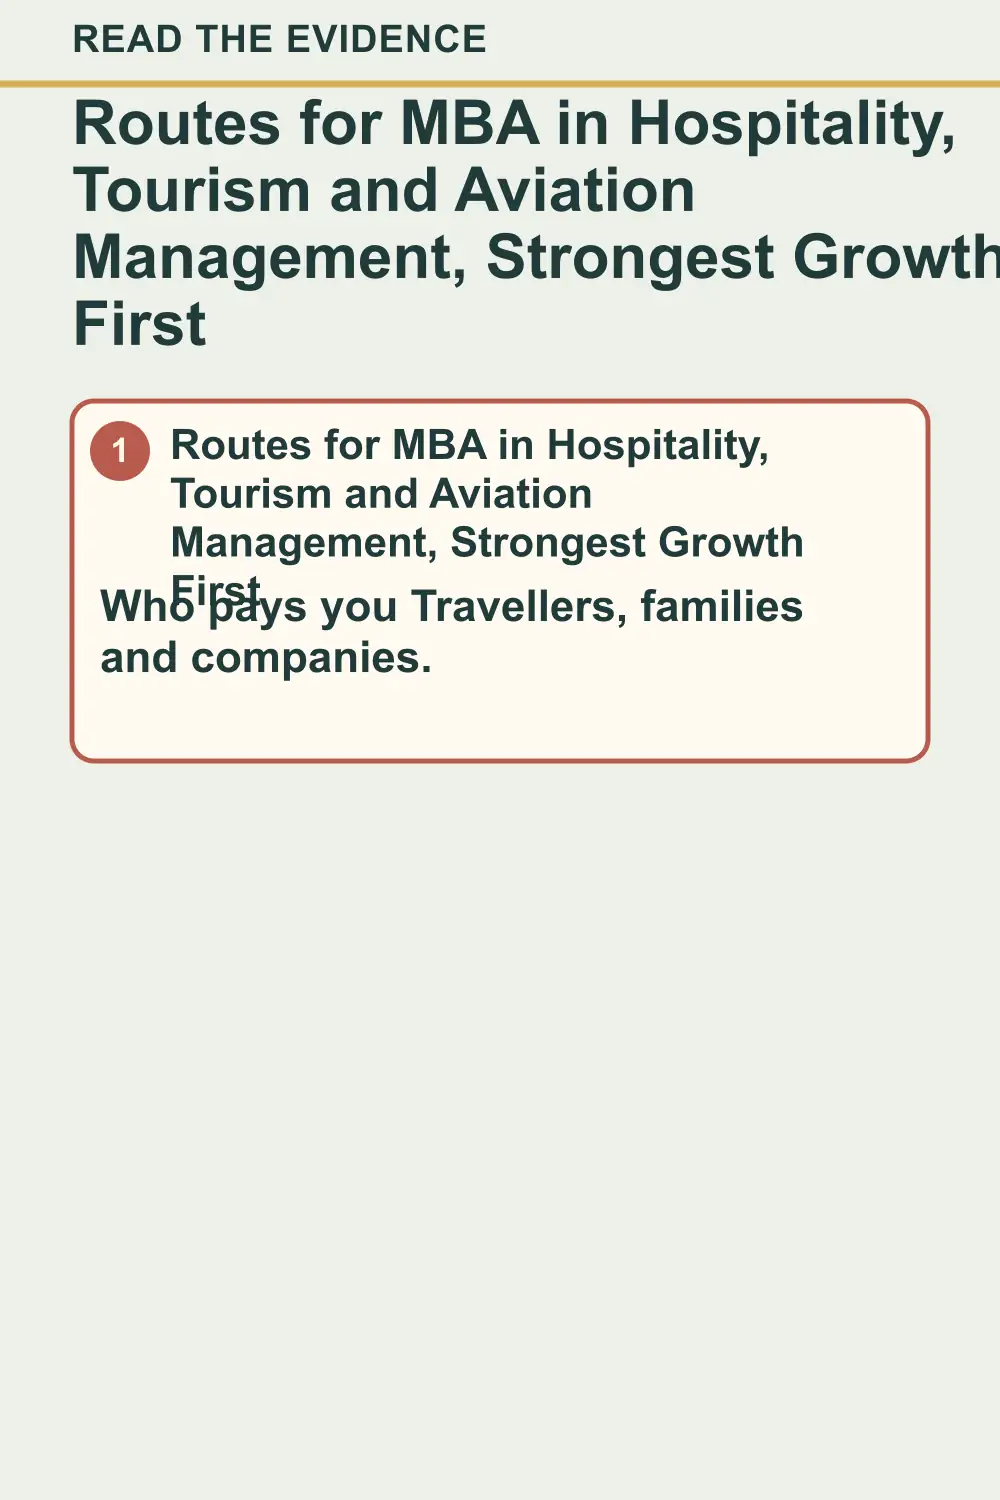 READ THE EVIDENCE
Routes for MBA in Hospitality,
Tourism and Aviation
Management, Strongest Growth
First
1
Routes for MBA in Hospitality,
Tourism and Aviation
Management, Strongest Growth
First
Who pays you Travellers, families
and companies.